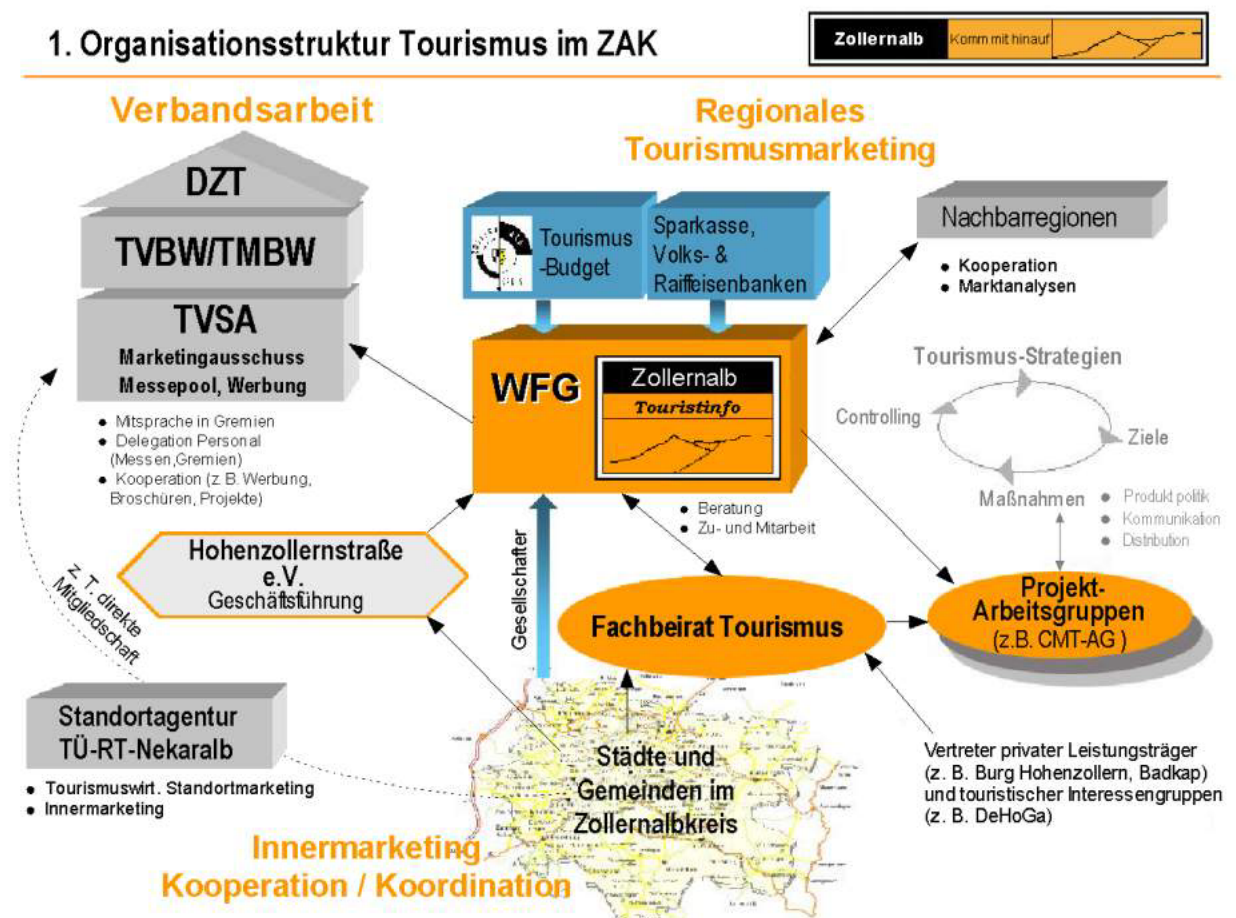 1. Organisationsstruktur Tourismus im ZAK
Zollernalb
Komm mit hinauf
Verbandsarbeit
DZT
TVBW/TMBW
TVSA
Marketingausschuss
Messepool, Werbung
● Mitsprache in Gremien
● Delegation Personal
(Messen,Gremien)
● Kooperation (z. B. Werbung,
Broschüren, Projekte)
Regionales
Tourismusmarketing
Tourismus
-Budget
Sparkasse,
Volks- &
Raiffeisenbanken
WFG
Zollernalb
Touristinfo
● Beratung
● Zu- und Mitarbeit
Nachbarregionen
● Kooperation
● Marktanalysen
Tourismus-Strategien
Controlling
Ziele
Maßnahmen
● Produkt politik
● Kommunikation
● Distribution
Hohenzollernstraße
e.V.
Geschäftsführung
Gesellschafter
Fachbeirat Tourismus
Projekt-
Arbeitsgruppen
(z.B. CMT-AG )
z. T. direkte
Mitgliedschaft
Standortagentur
TÜ-RT-Nekaralb
● Tourismuswirt. Standortmarketing
● Innermarketing
Städte und
Gemeinden im
Zollernalbkreis
Vertreter privater Leistungsträger
(z. B. Burg Hohenzollern, Badkap)
und touristischer Interessengruppen
(z. B. DeHoGa)
Innermarketing
Kooperation / Koordination